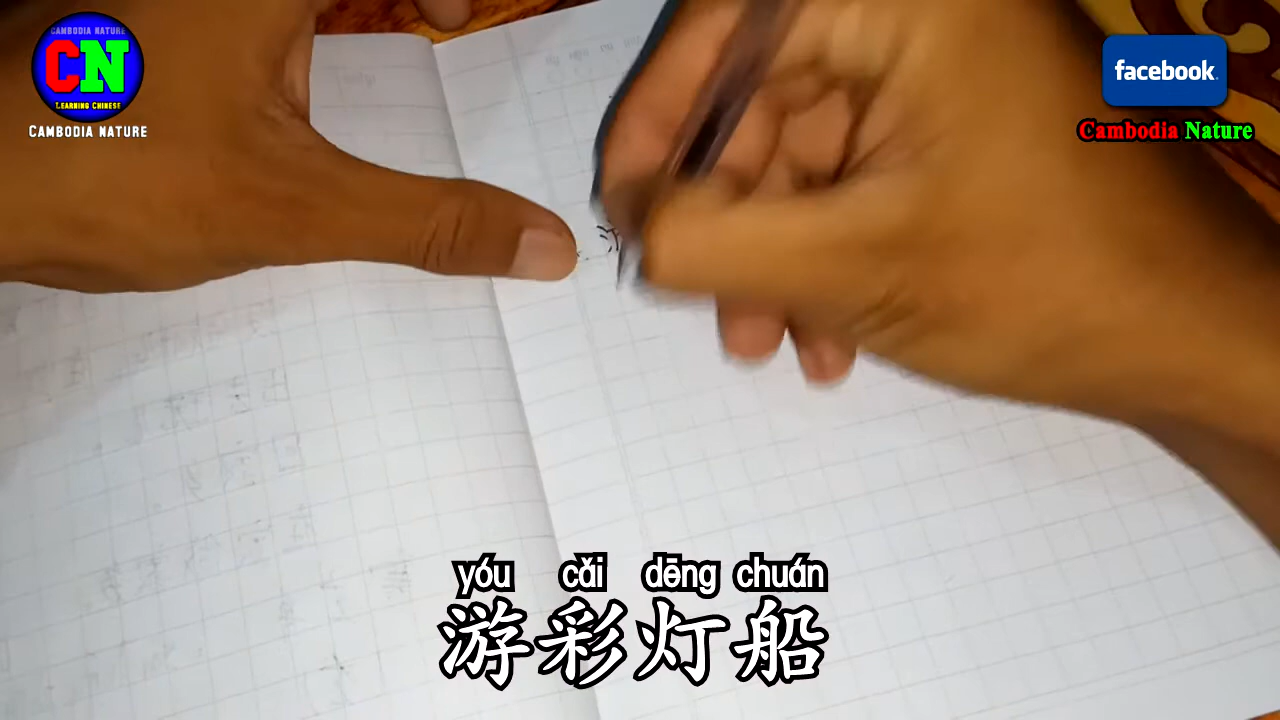 CAMBODIA NATURE
CN
LEARNING CHINESE
CAMBODIA NATURE
facebook
Cambodia Nature
yóu cǎi dēng chuán
游彩灯船